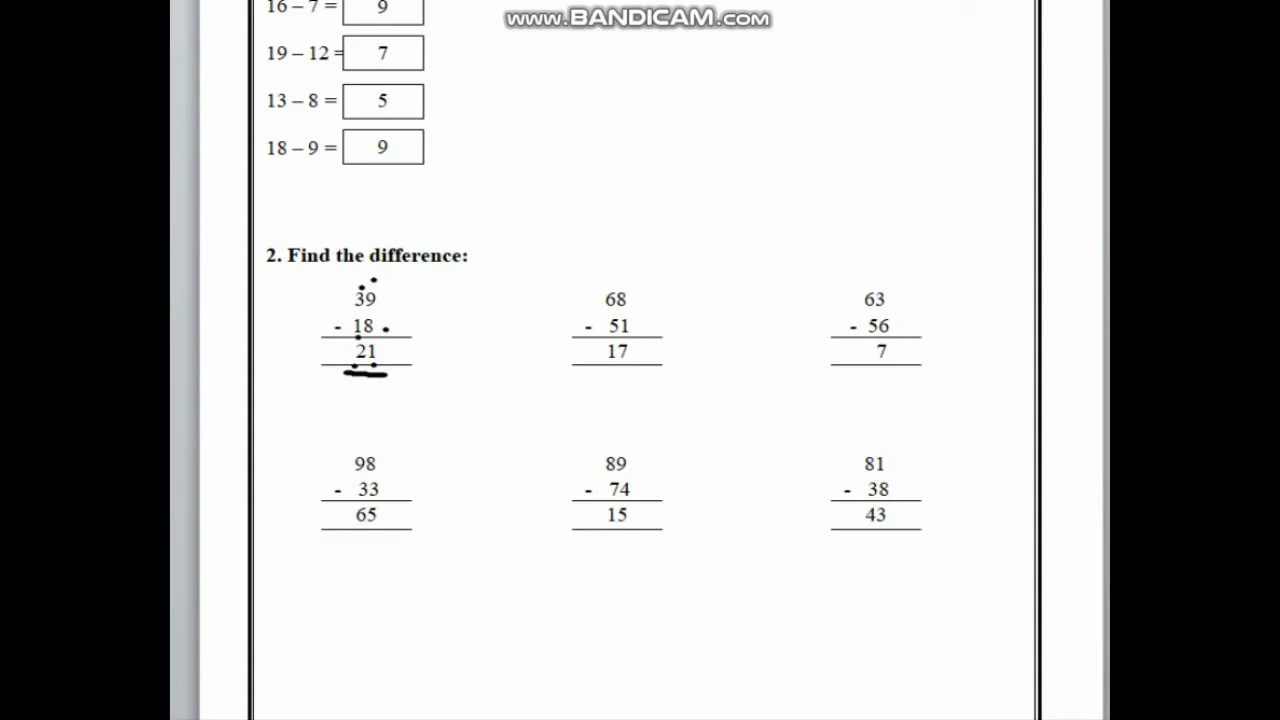 www.BANDICAM.com
16 – 7 = 9
19 – 12 = 7
13 – 8 = 5
18 – 9 = 9
2. Find the difference:
39 68 63
- 18 - 51 - 56
21 17 7
98 89 81
- 33 - 74 - 38
65 15 43